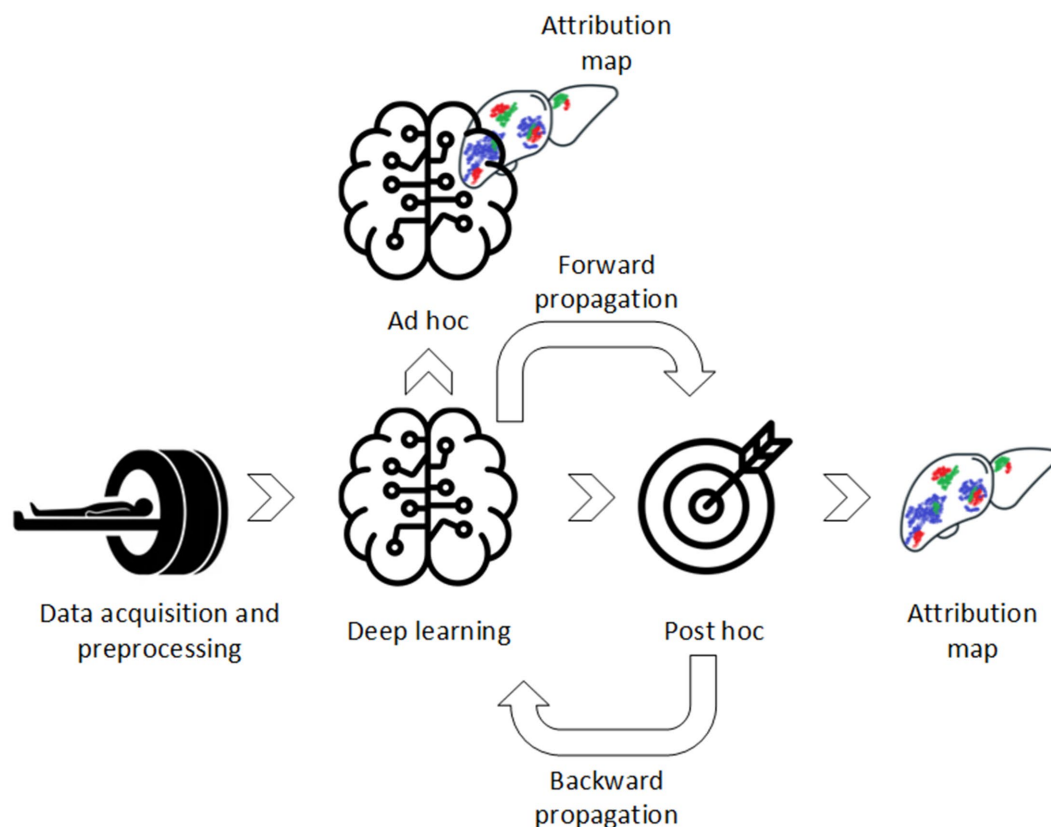 Attribution
map
Forward
propagation
Ad hoc
Data acquisition and
preprocessing
Deep learning
Post hoc
Attribution
map
Backward
propagation